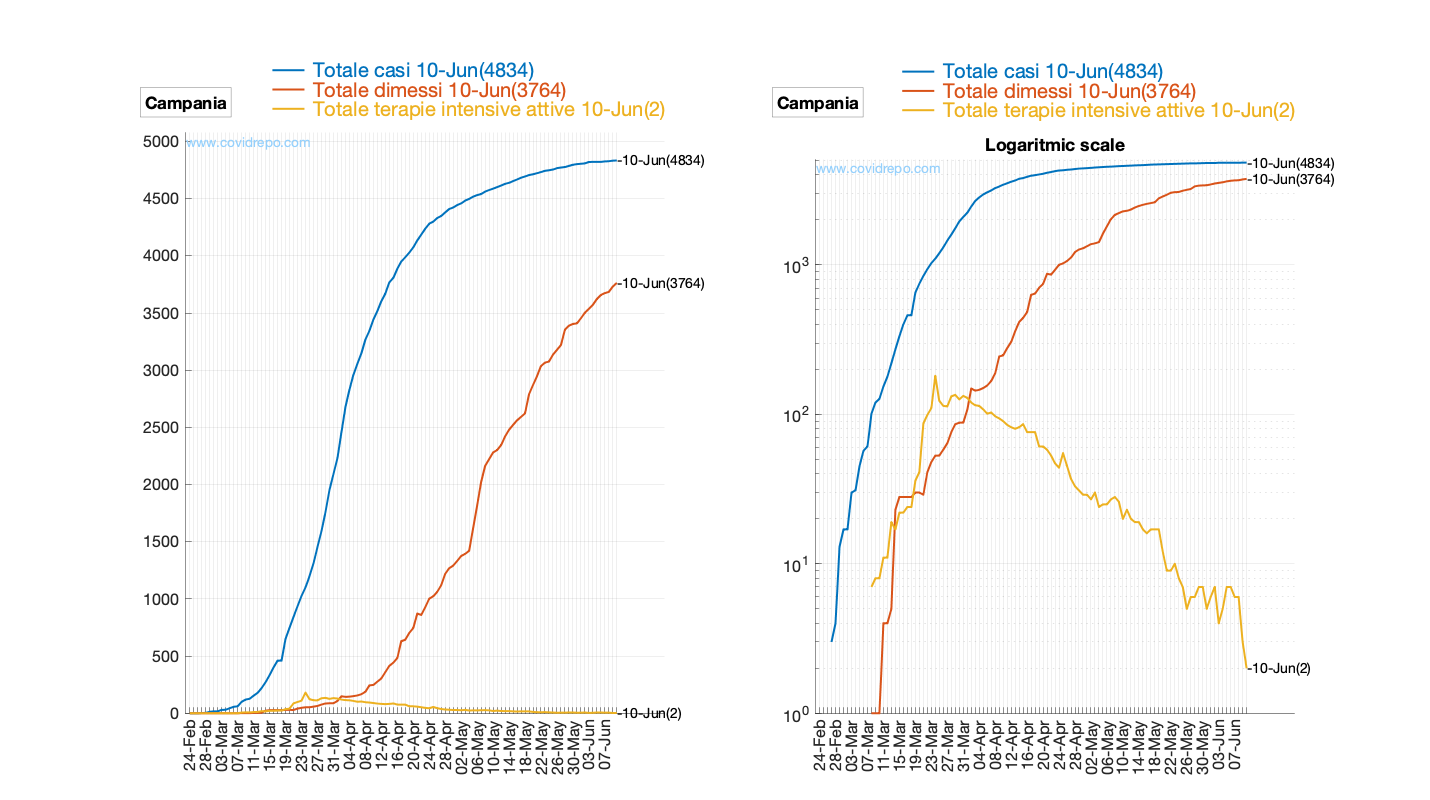 Totale casi 10-Jun(4834)
Totale dimessi 10-Jun(3764)
Totale terapie intensive attive 10-Jun(2)
Campania
www.covidrepo.com
5000
4500
4000
3500
3000
2500
2000
1500
1000
500
0
-10-Jun(4834)
-10-Jun(3764)
-10-Jun(2)
24-Feb
28-Feb
03-Mar
07-Mar
11-Mar
15-Mar
19-Mar
23-Mar
27-Mar
31-Mar
04-Apr
08-Apr
12-Apr
16-Apr
20-Apr
24-Apr
28-Apr
02-May
06-May
10-May
14-May
18-May
22-May
26-May
30-May
03-Jun
07-Jun
Totale casi 10-Jun(4834)
Totale dimessi 10-Jun(3764)
Totale terapie intensive attive 10-Jun(2)
Campania
Logaritmic scale
www.covidrepo.com
10³
10²
10¹
10⁰
-10-Jun(4834)
-10-Jun(3764)
-10-Jun(2)
24-Feb
28-Feb
03-Mar
07-Mar
11-Mar
15-Mar
19-Mar
23-Mar
27-Mar
31-Mar
04-Apr
08-Apr
12-Apr
16-Apr
20-Apr
24-Apr
28-Apr
02-May
06-May
10-May
14-May
18-May
22-May
26-May
30-May
03-Jun
07-Jun